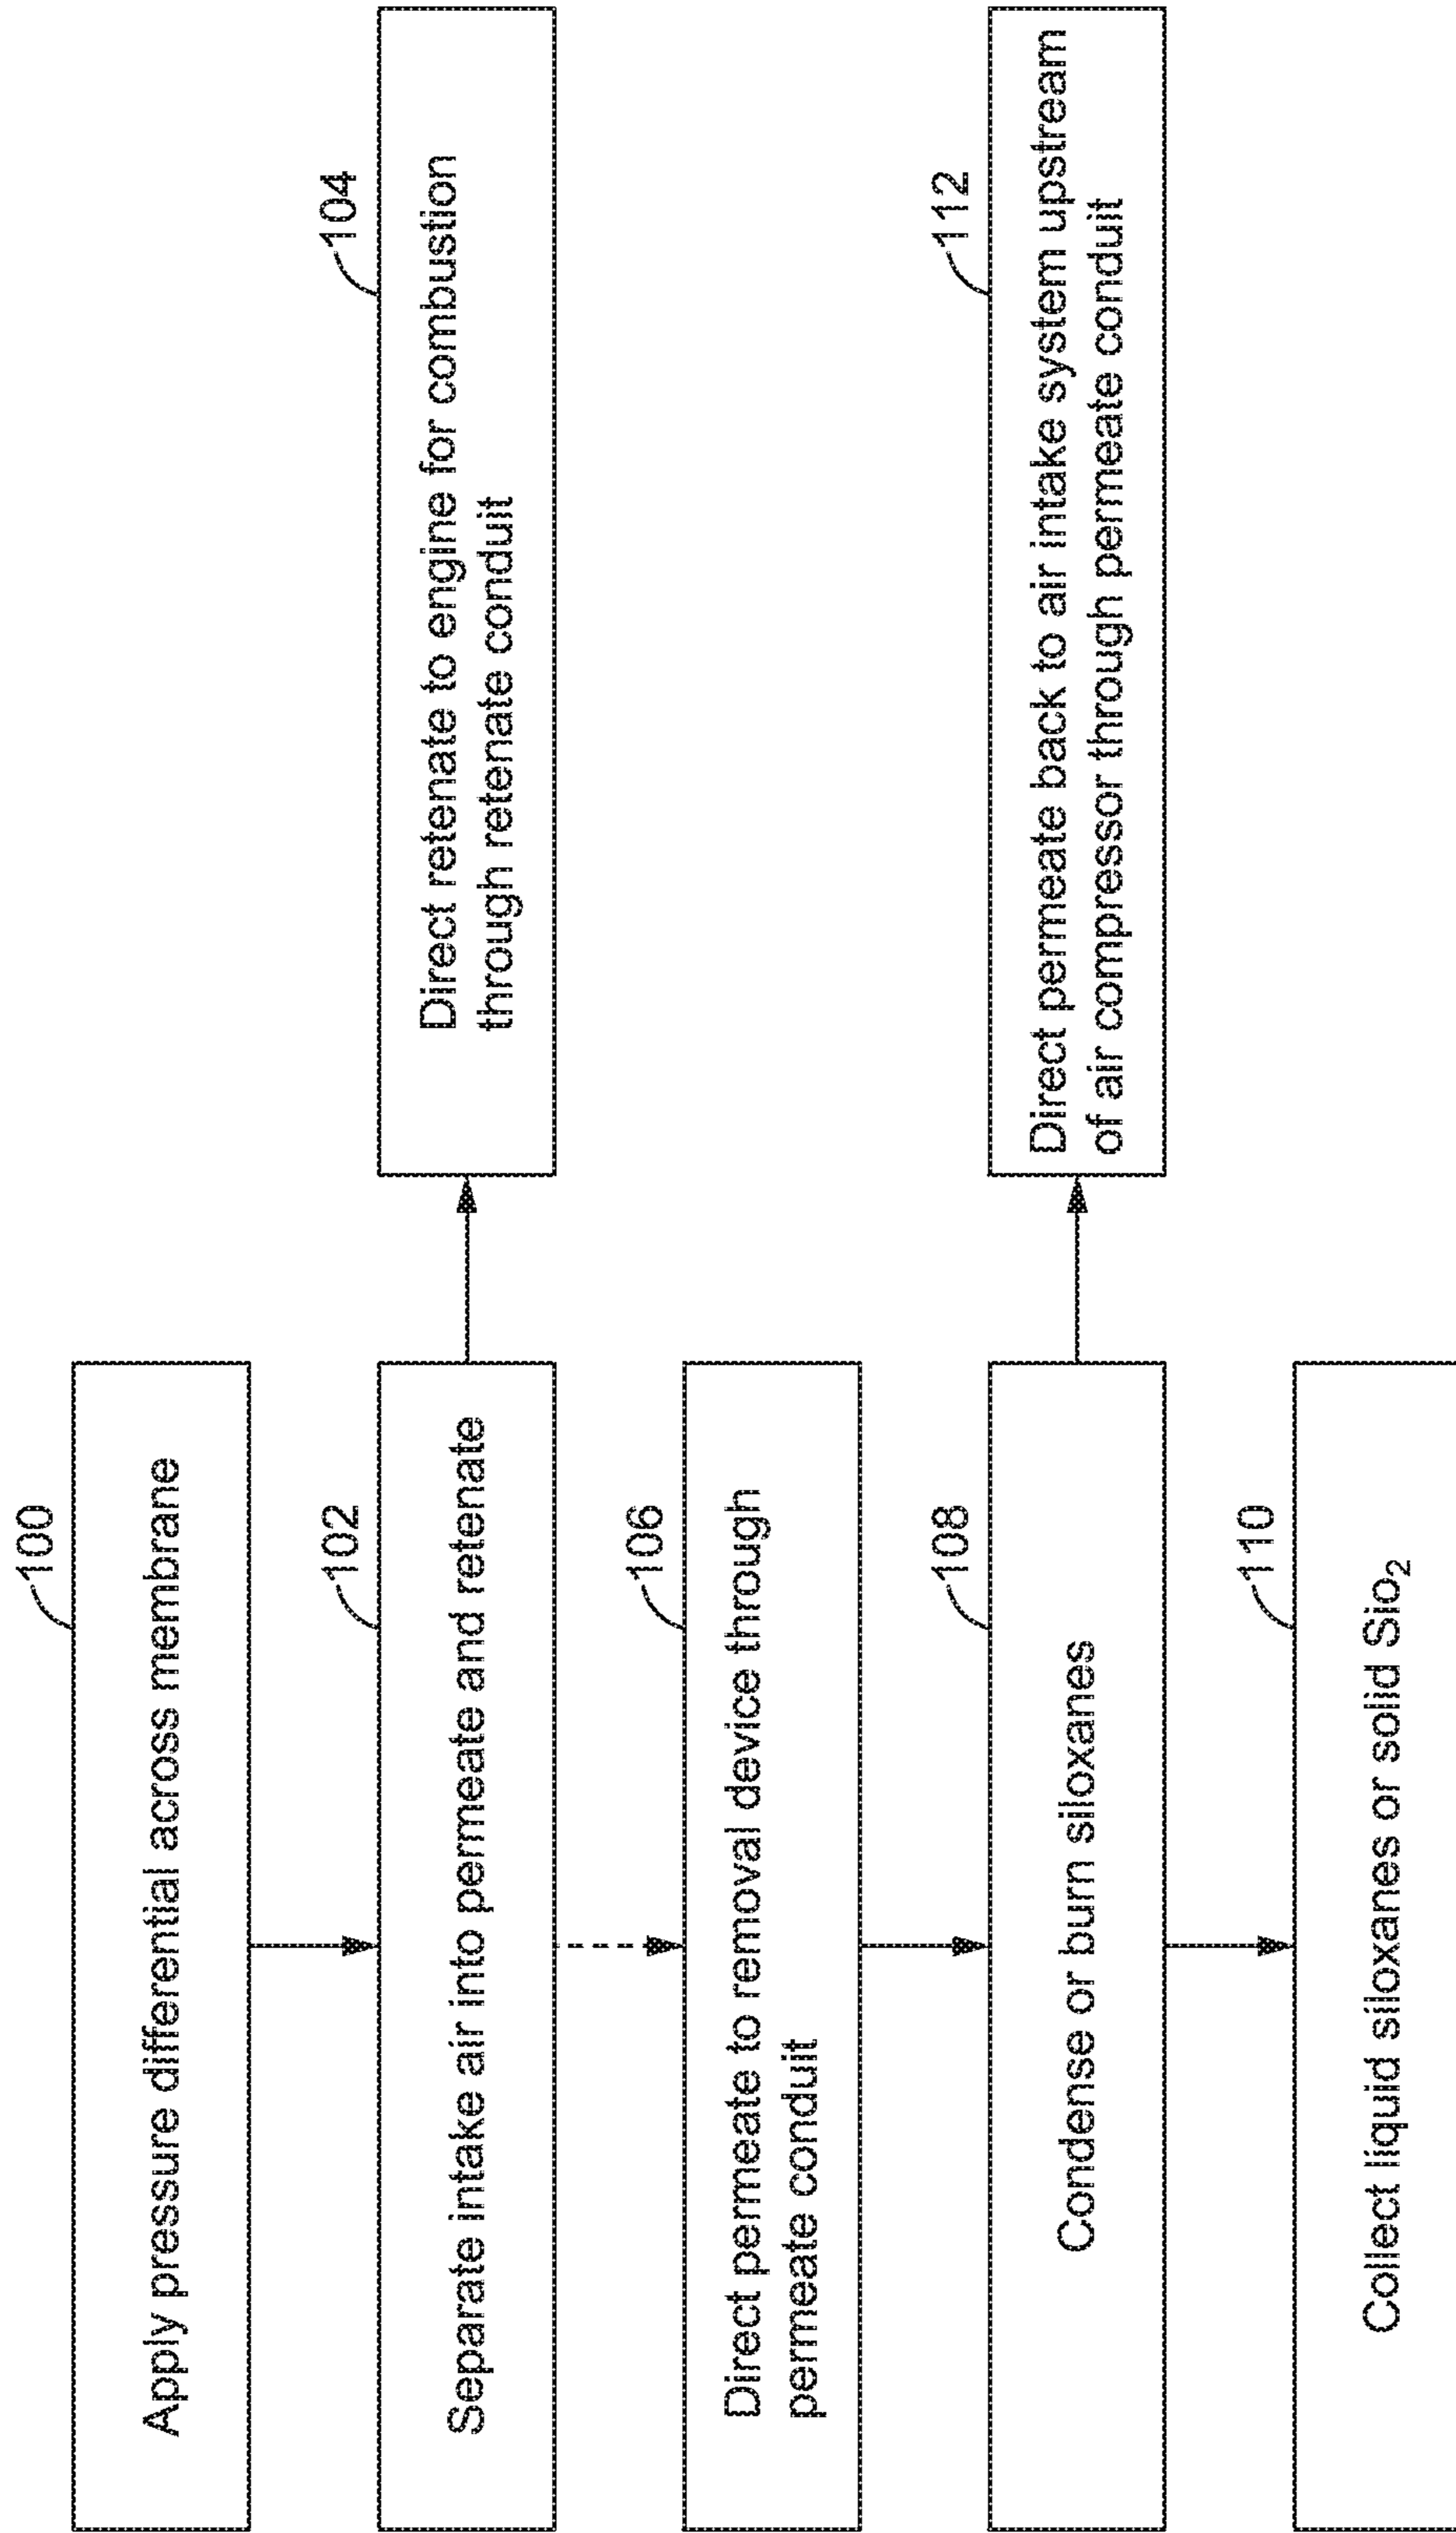 100
Apply pressure differential across membrane
102
Separate intake air into permeate and retenate
104
Direct retenate to engine for combustion
through retenate conduit
106
Direct permeate to removal device through
permeate conduit
108
Condense or burn siloxanes
112
Direct permeate back to air intake system upstream
of air compressor through permeate conduit
110
Collect liquid siloxanes or solid Sio₂